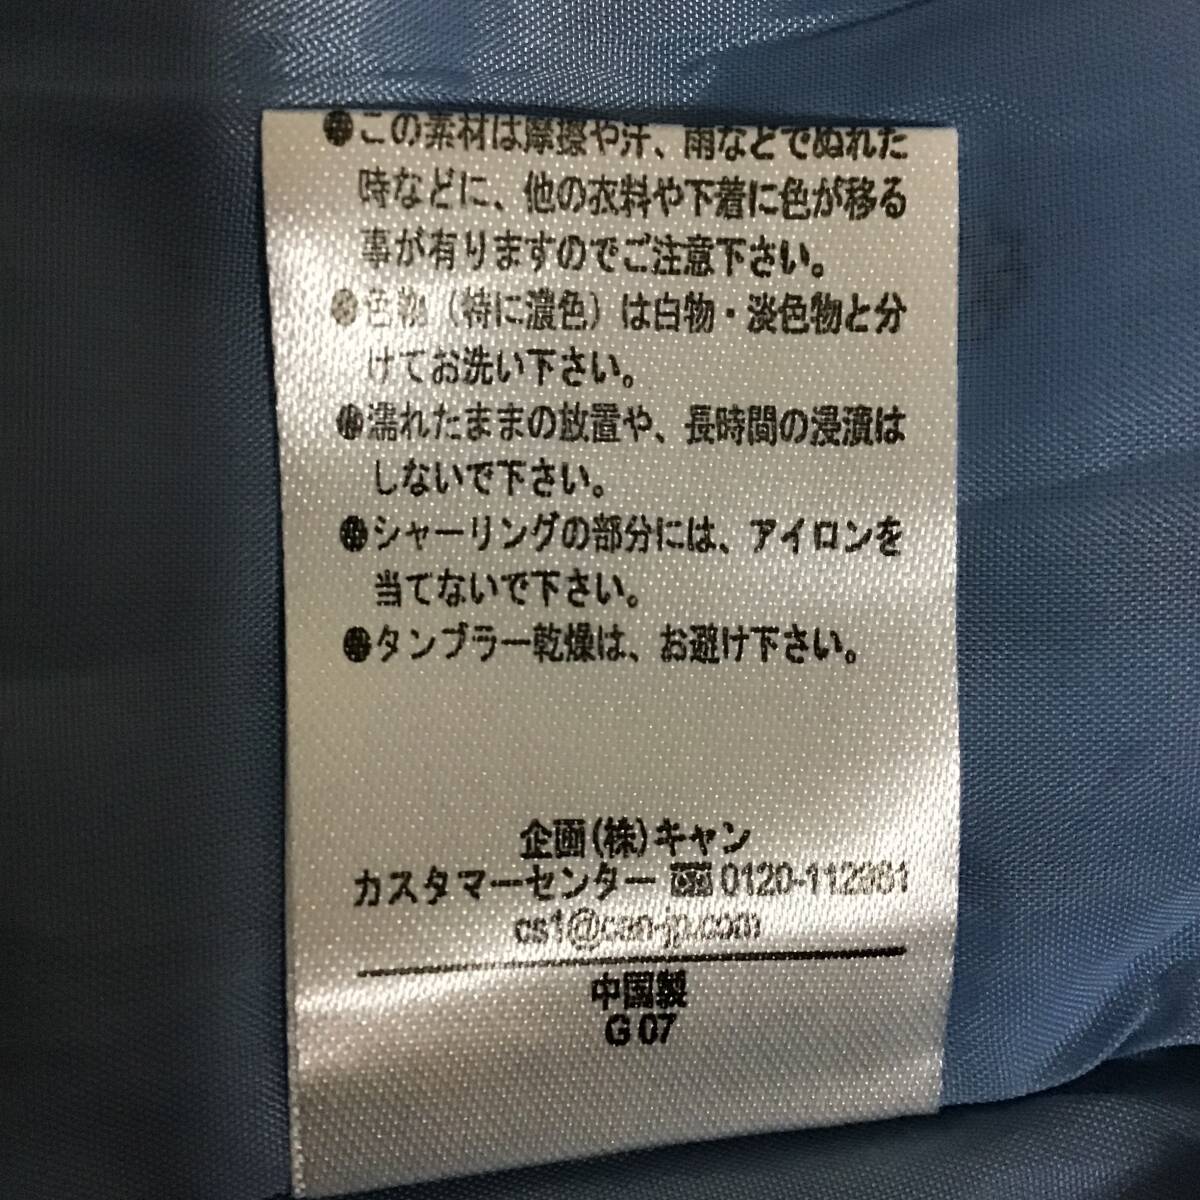 ●この素材は摩擦や汗、雨などでぬれた
時などに、他の衣料や下着に色が移る
事が有りますのでご注意下さい。
●色物（特に濃色）は白物・淡色物と分
けてお洗い下さい。
●濡れたままの放置や、長時間の浸漬は
しないで下さい。
●シャーリングの部分には、アイロンを
当てないで下さい。
●タンブラー乾燥は、お避け下さい。
企画(株)キャン
カスタマーセンター 0120-112961
cs1@can-jp.com
中国製
G 07